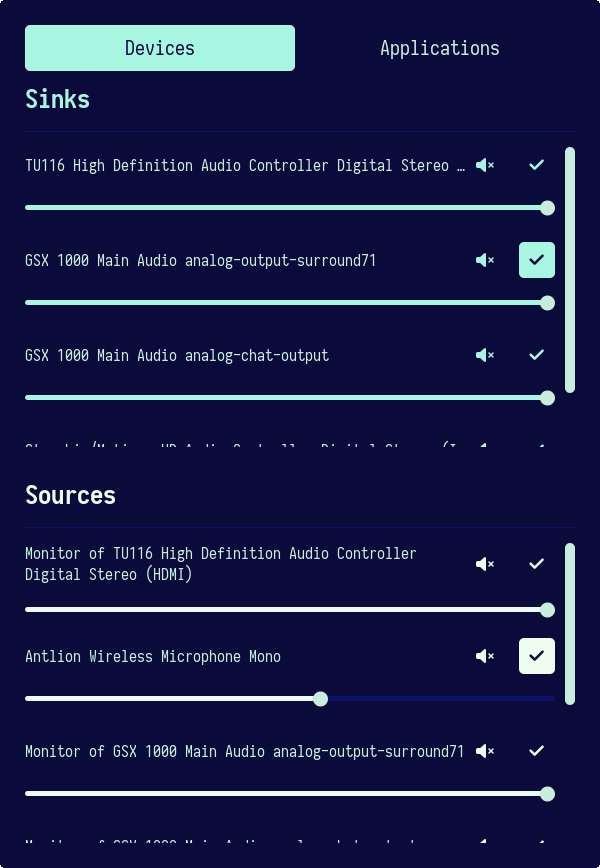 Devices
Applications
Sinks
TU116 High Definition Audio Controller Digital Stereo …
GSX 1000 Main Audio analog-output-surround71
GSX 1000 Main Audio analog-chat-output
Sources
Monitor of TU116 High Definition Audio Controller
Digital Stereo (HDMI)
Antlion Wireless Microphone Mono
Monitor of GSX 1000 Main Audio analog-output-surround71